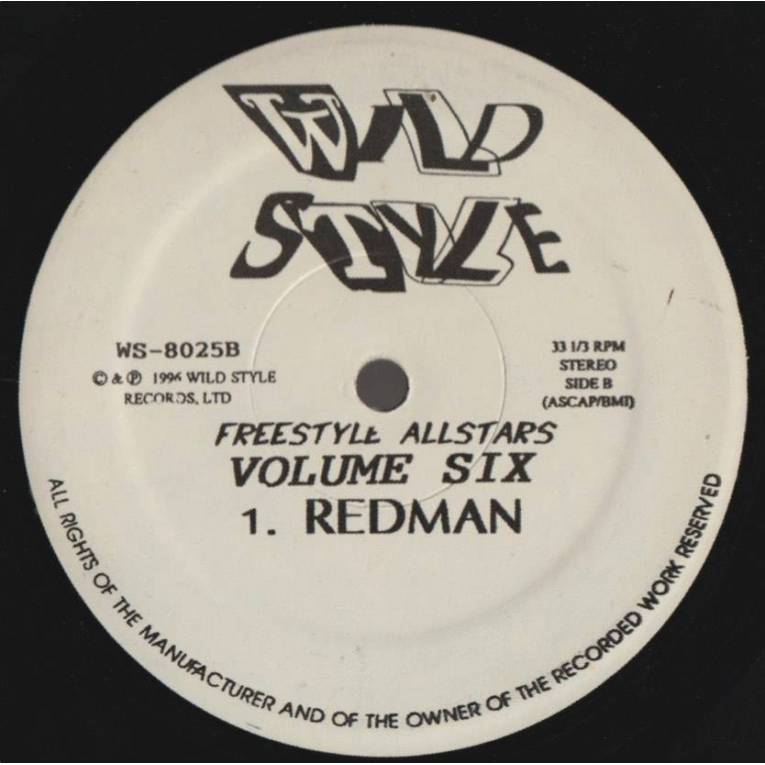 WILD
STYLE
WS-8025B
© & ℗ 1996 WILD STYLE
RECORDS, LTD
33 1/3 RPM
STEREO
SIDE B
(ASCAP/BMI)
FREESTYLE ALLSTARS
VOLUME SIX
1. REDMAN
ALL RIGHTS OF THE MANUFACTURER AND OF THE OWNER OF THE RECORDED WORK RESERVED